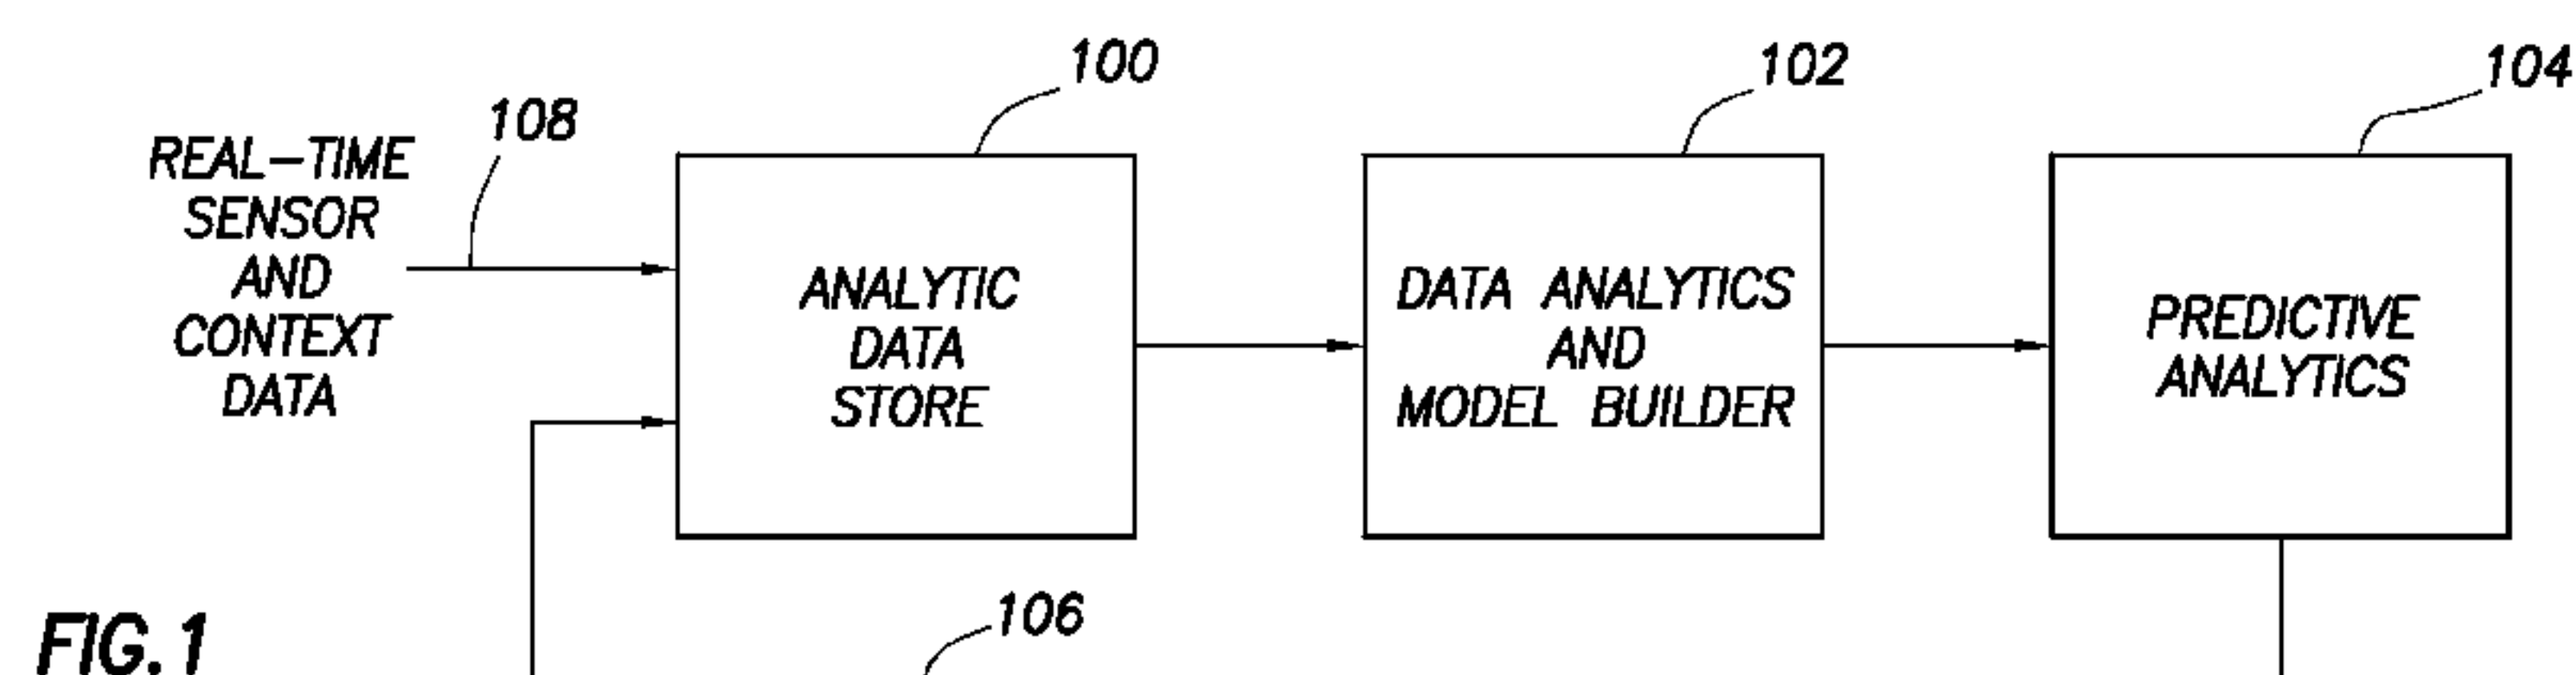 100
102
104
108
REAL-TIME
SENSOR
AND
CONTEXT
DATA
ANALYTIC
DATA
STORE
DATA ANALYTICS
AND
MODEL BUILDER
PREDICTIVE
ANALYTICS
106
FIG. 1